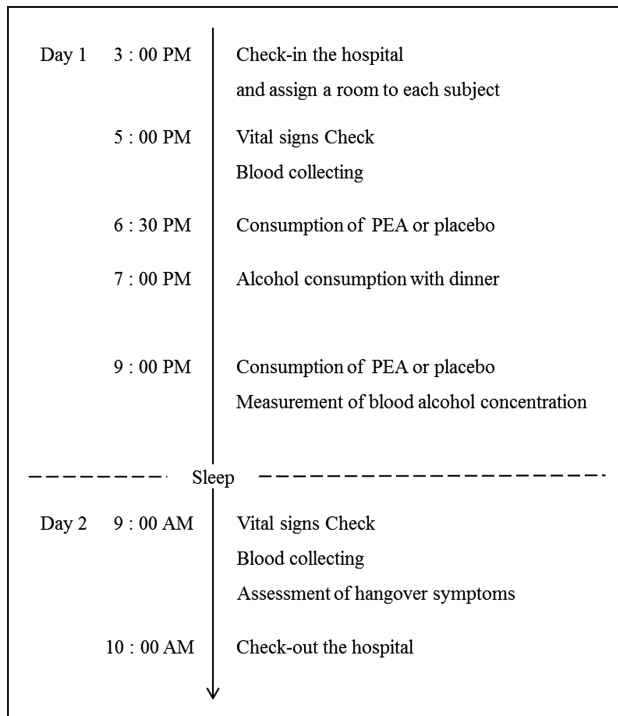 Day 1 3 : 00 PM Check-in the hospital
and assign a room to each subject
5 : 00 PM Vital signs Check
Blood collecting
6 : 30 PM Consumption of PEA or placebo
7 : 00 PM Alcohol consumption with dinner
9 : 00 PM Consumption of PEA or placebo
Measurement of blood alcohol concentration
Sleep
Day 2 9 : 00 AM Vital signs Check
Blood collecting
Assessment of hangover symptoms
10 : 00 AM Check-out the hospital